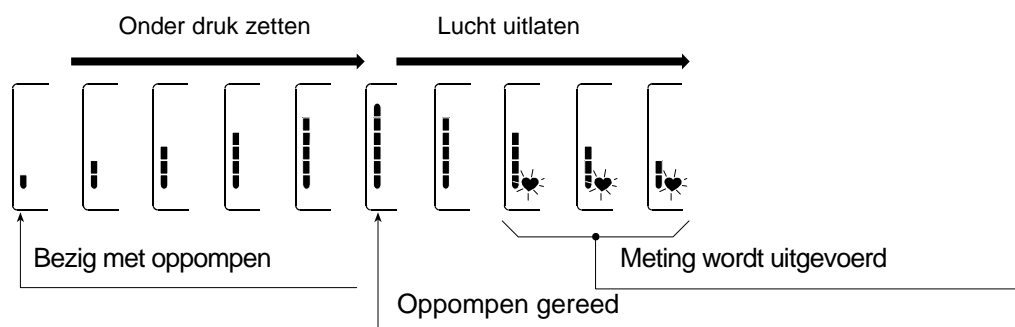 Onder druk zetten
Lucht uitlaten
Bezig met oppompen
Meting wordt uitgevoerd
Oppompen gereed